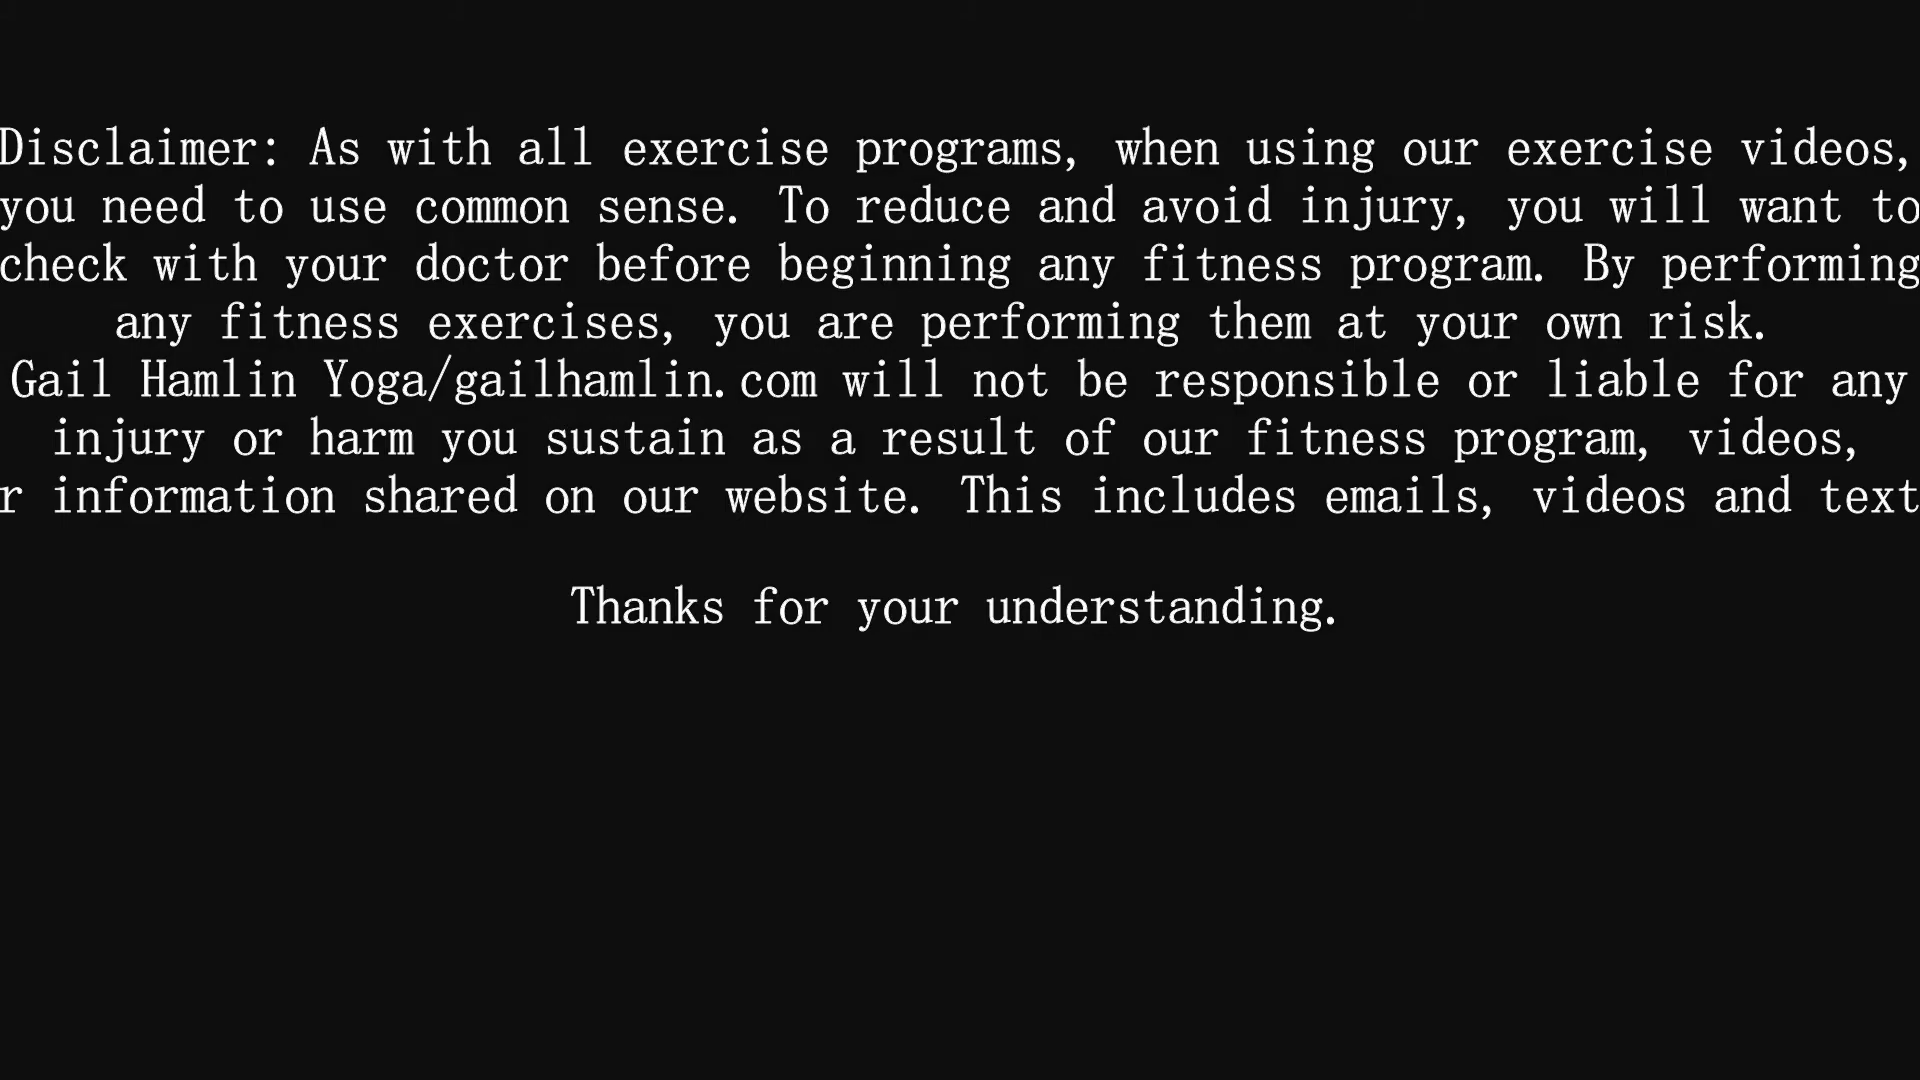 Disclaimer: As with all exercise programs, when using our exercise videos,
you need to use common sense. To reduce and avoid injury, you will want to
check with your doctor before beginning any fitness program. By performing
any fitness exercises, you are performing them at your own risk.
Gail Hamlin Yoga/gailhamlin.com will not be responsible or liable for any
injury or harm you sustain as a result of our fitness program, videos,
r information shared on our website. This includes emails, videos and text
Thanks for your understanding.